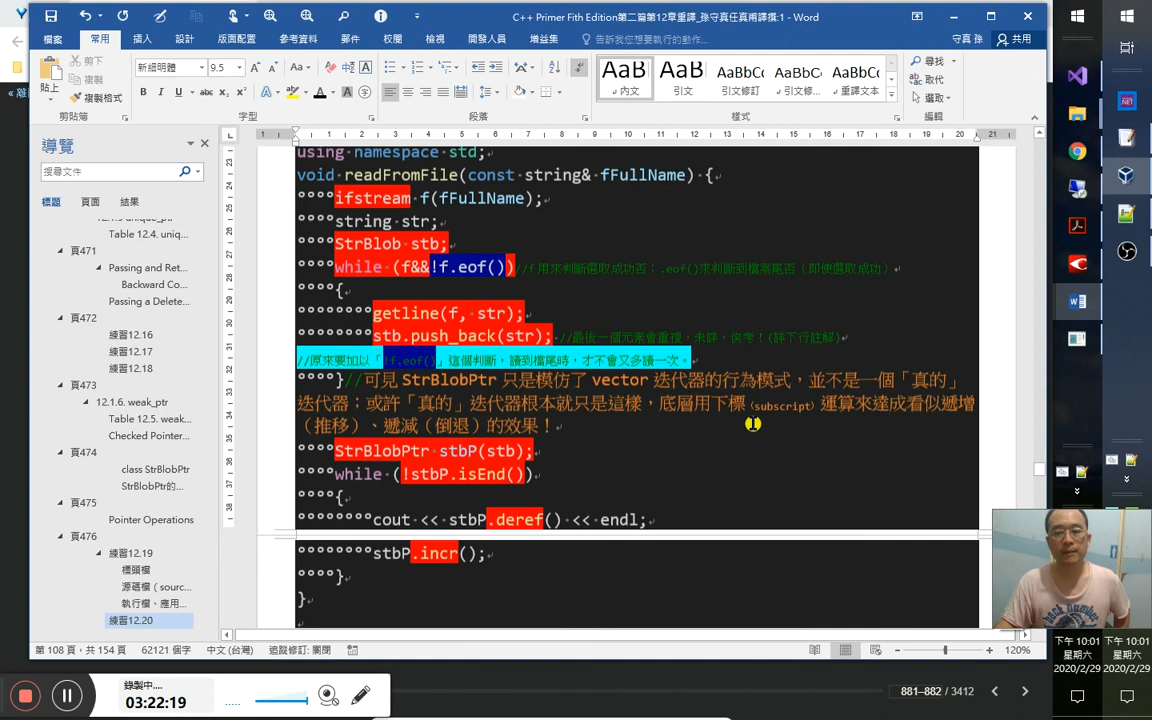 C++ Primer Fith Edition第二篇第12章重譯_孫守真任真甫譯撰:1 - Word
檔案 常用 插入 設計 版面配置 參考資料 郵件 校閱 檢視 開發人員 增益集 告訴我您想要執行的動作... 守真 孫 共用
貼上 剪下 複製 複製格式
新細明體 9.5
AaB AaB AaBbCc AaBbC AaBbCc
內文 引文 引文修訂 引文修... 重譯文本
尋找 取代 選取
剪貼簿 字型 段落 樣式 編輯
導覽
搜尋文件
標題 頁面 結果
Table 12.4. uniq...
頁471
Passing and Ret...
Backward Co...
Passing a Delete...
頁472
練習12.16
練習12.17
練習12.18
頁473
12.1.6. weak_ptr
Table 12.5. wea...
Checked Pointer...
頁474
class StrBlobPtr
StrBlobPtr的...
頁475
Pointer Operations
頁476
練習12.19
標頭檔
源碼檔（sourc...
執行檔、應用...
練習12.20
using namespace std;
void readFromFile(const string& fFullName) {
ifstream f(fFullName);
string str;
StrBlob stb;
while (f&&!f.eof())//f 用來判斷選取成功否；.eof()來判斷到檔案尾否（即使選取成功）
{
getline(f, str);
stb.push_back(str);//最後一個元素會重複，未詳，俟考！(詳下行註解)
//原來要加以「!f.eof()」這個判斷，讀到檔尾時，才不會又多讀一次。
}//可見 StrBlobPtr 只是模仿了 vector 迭代器的行為模式，並不是一個「真的」
迭代器；或許「真的」迭代器根本就只是這樣，底層用下標（subscript）運算來達成看似遞增
（推移）、遞減（倒退）的效果！
StrBlobPtr stbP(stb);
while (!stbP.isEnd())
{
cout << stbP.deref() << endl;
stbP.incr();
}
}
第 108 頁，共 154 頁 62121 個字 中文 (台灣) 追蹤修訂: 關閉 120%
錄製中....
03:22:19
881–882 / 3412
下午 10:01
星期六
2020/2/29
下午 10:01
星期六
2020/2/29